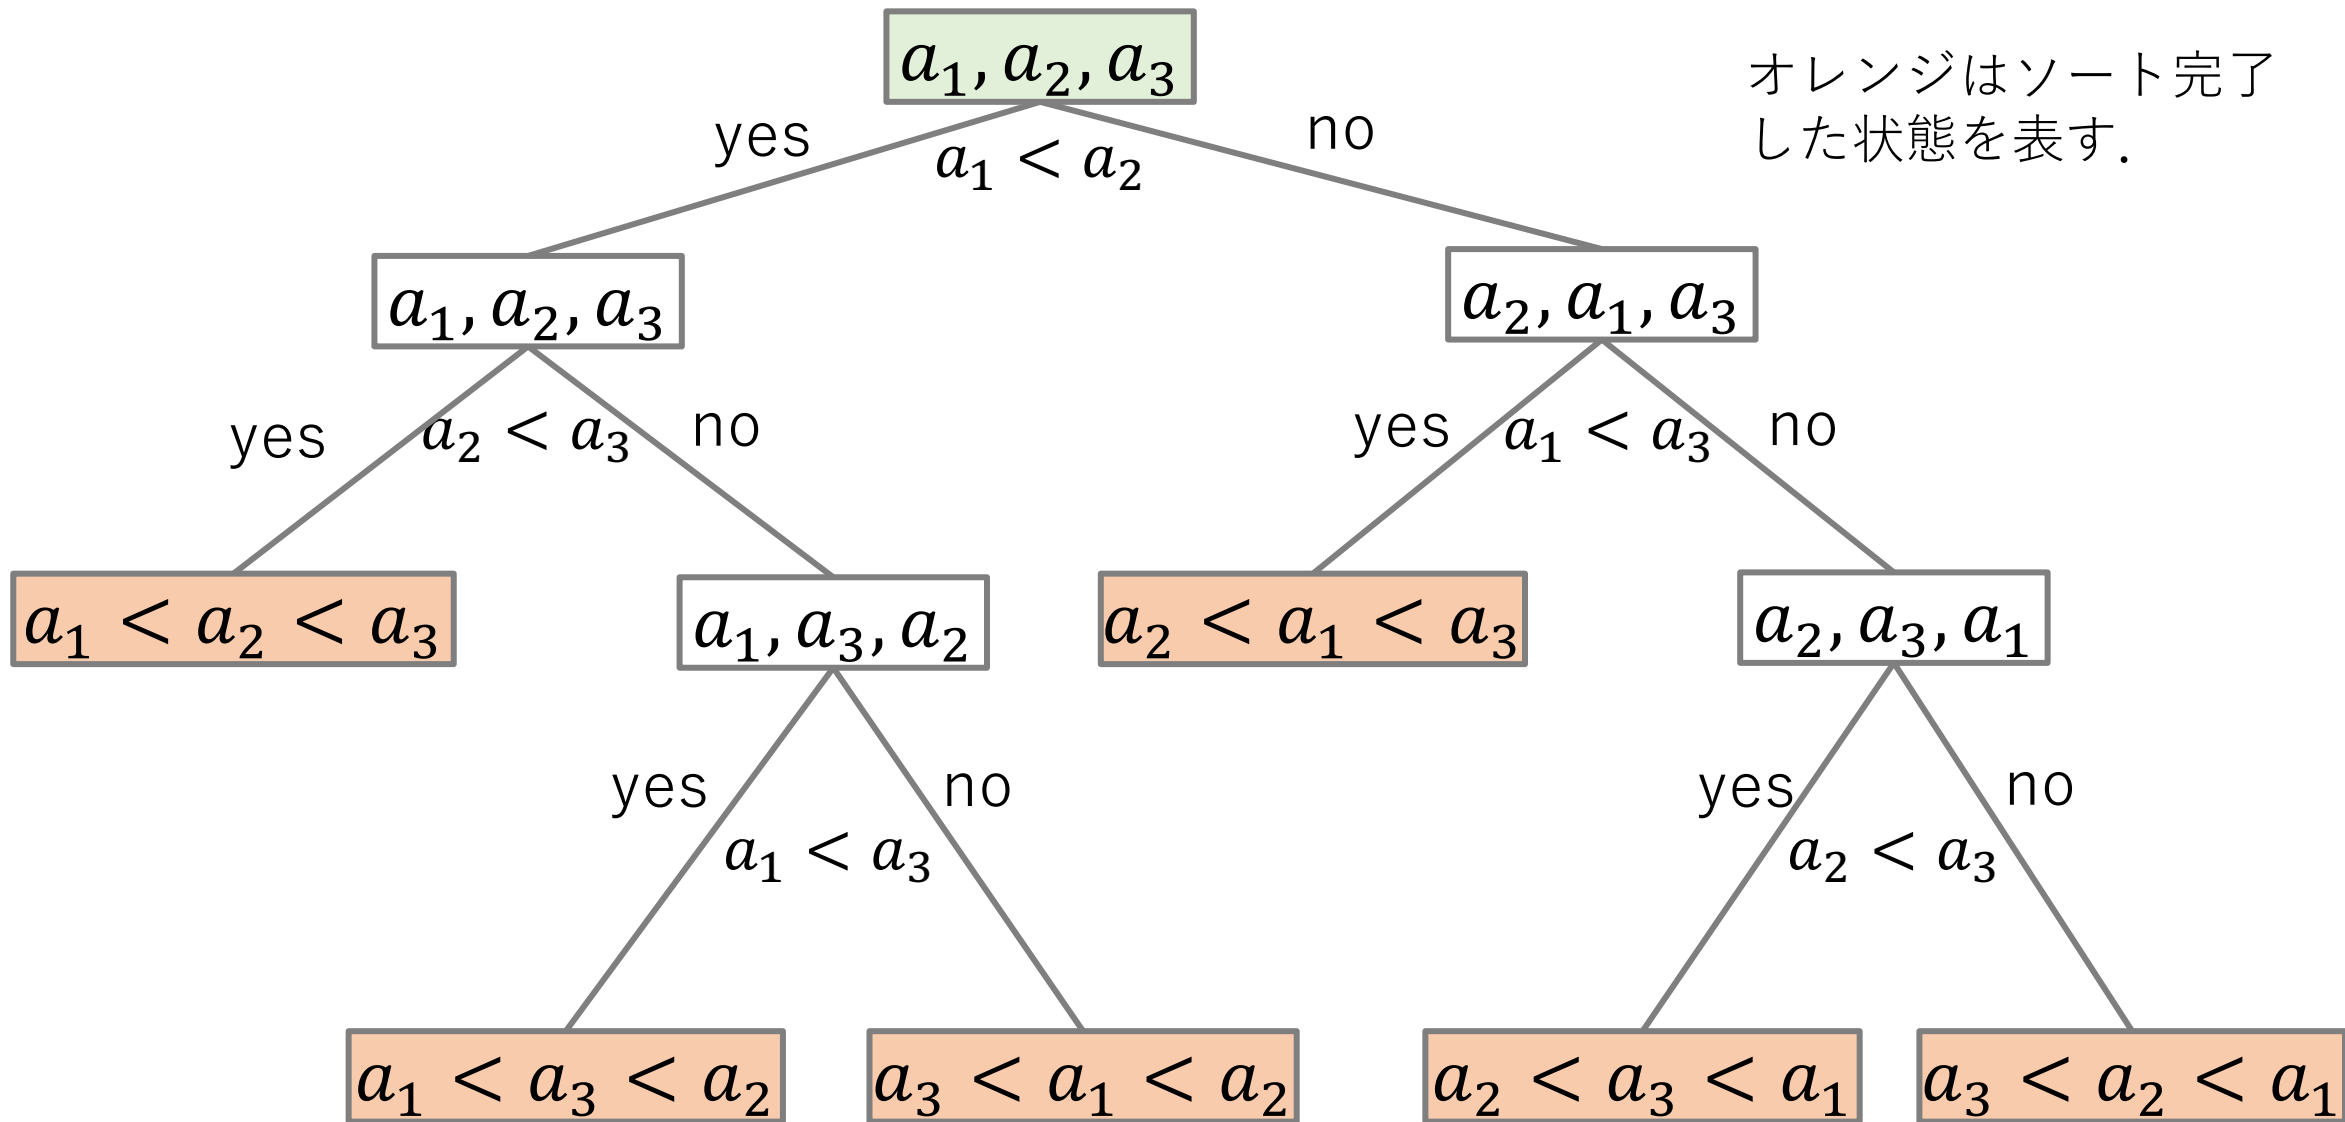 a₁, a₂, a₃
オレンジはソート完了
した状態を表す.
yes
a₁ < a₂
no
a₁, a₂, a₃
a₂, a₁, a₃
yes
a₂ < a₃
no
yes
a₁ < a₃
no
a₁ < a₂ < a₃
a₁, a₃, a₂
a₂ < a₁ < a₃
a₂, a₃, a₁
yes
a₁ < a₃
no
yes
a₂ < a₃
no
a₁ < a₃ < a₂
a₃ < a₁ < a₂
a₂ < a₃ < a₁
a₃ < a₂ < a₁